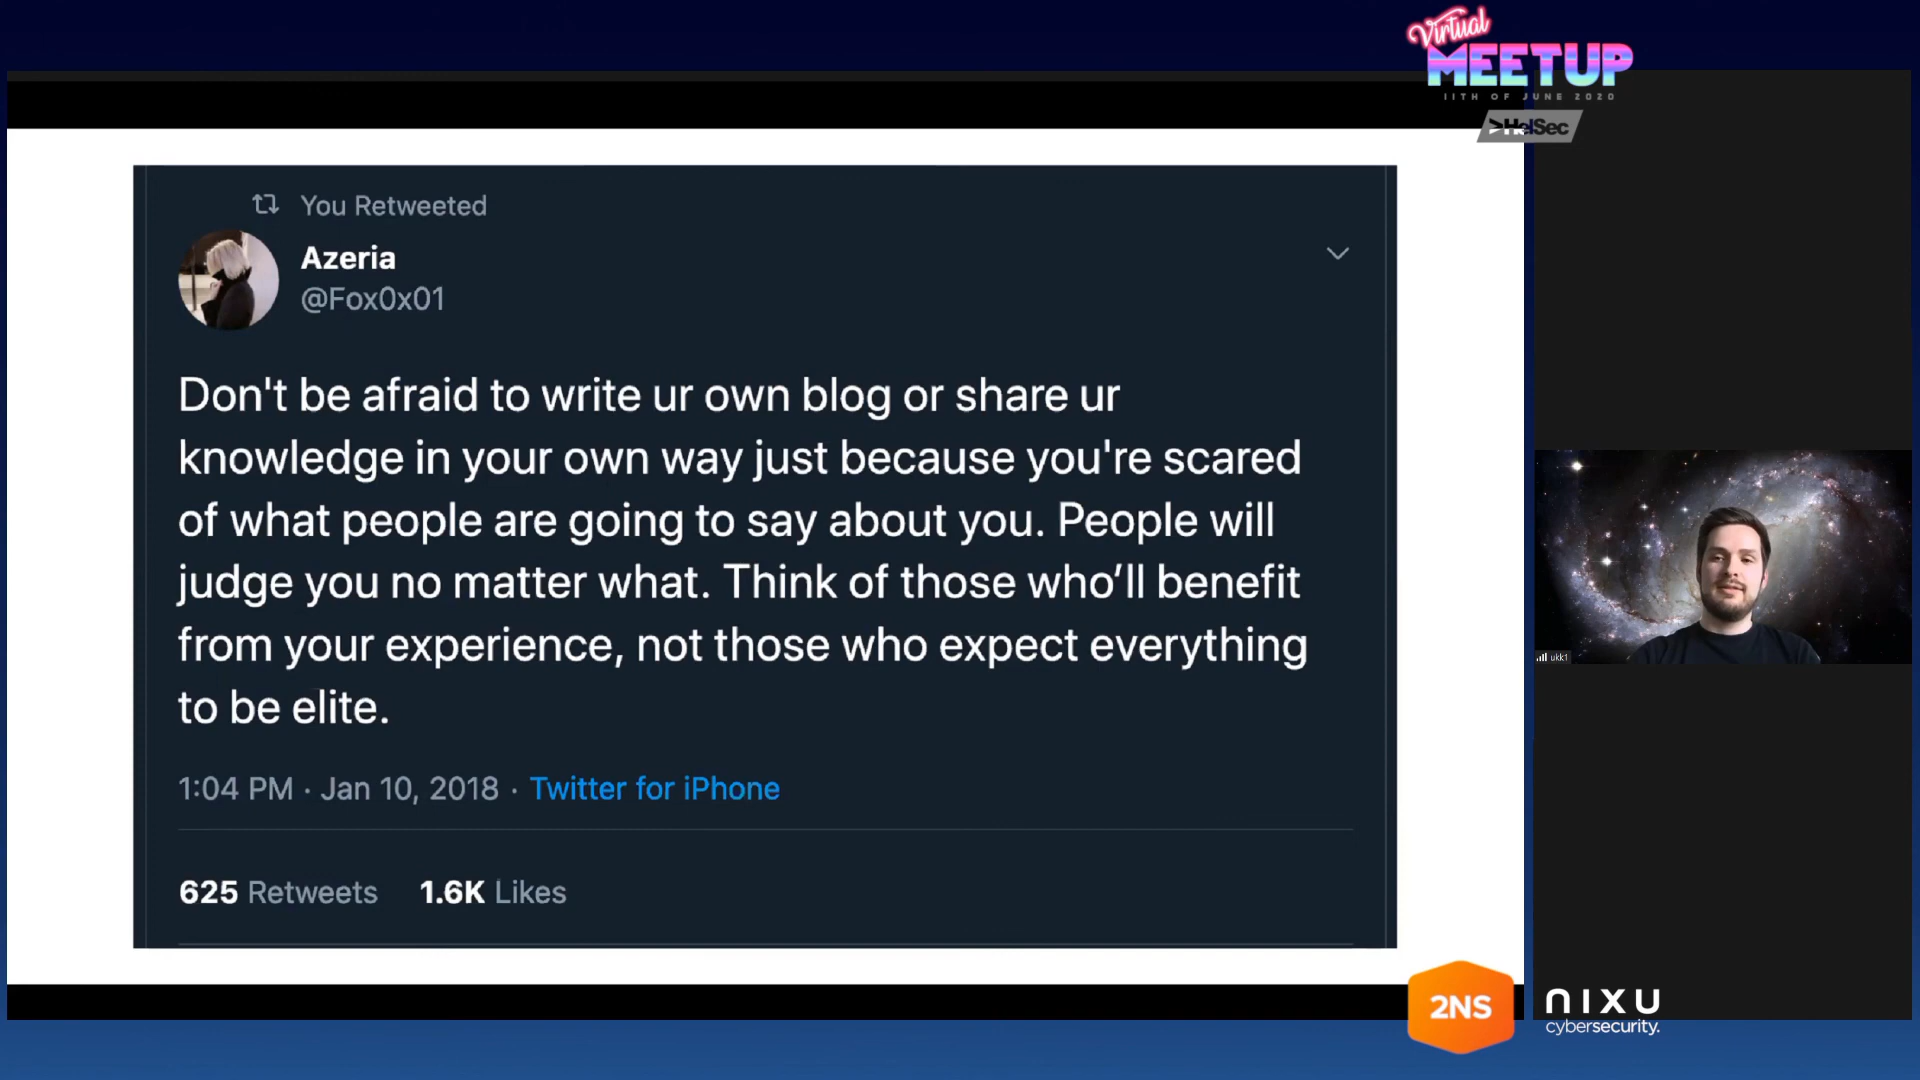 Virtual
MEETUP
11TH OF JUNE 2020
>HelSec
You Retweeted
Azeria
@Fox0x01
Don't be afraid to write ur own blog or share ur
knowledge in your own way just because you're scared
of what people are going to say about you. People will
judge you no matter what. Think of those who’ll benefit
from your experience, not those who expect everything
to be elite.
1:04 PM · Jan 10, 2018 · Twitter for iPhone
625 Retweets 1.6K Likes
ukk1
2NS
nixu
cybersecurity.